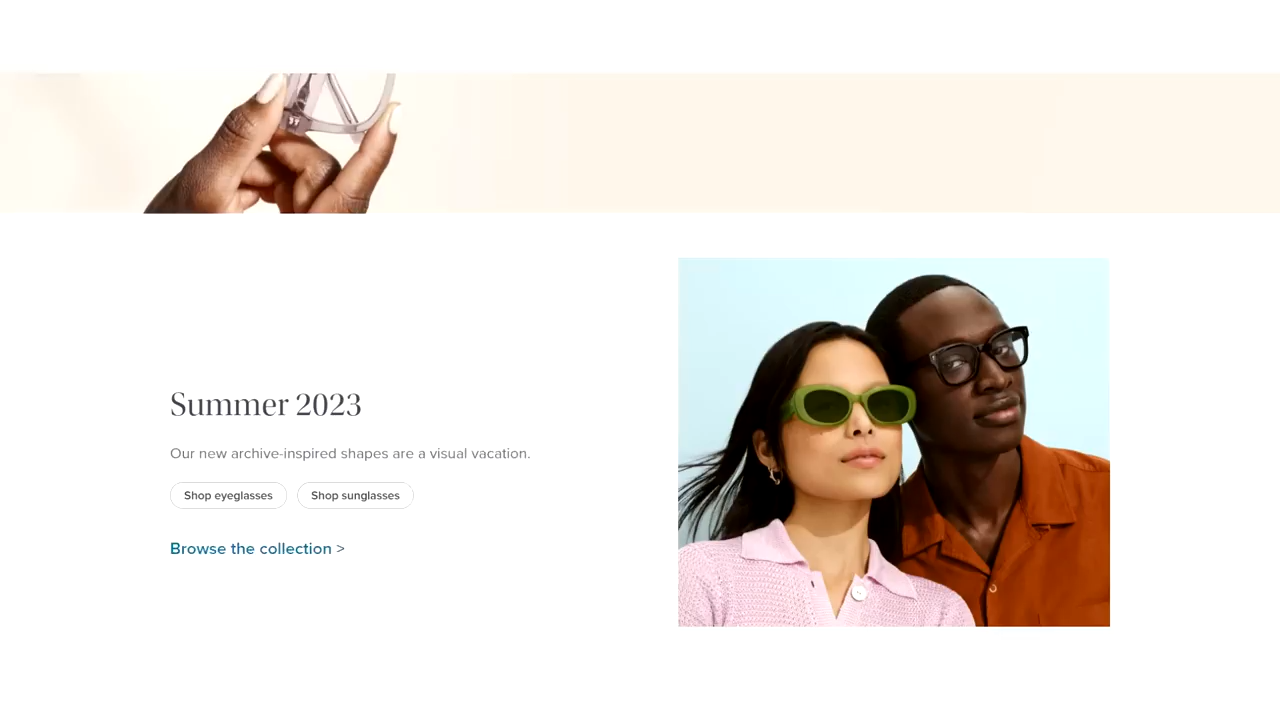 Summer 2023
Our new archive-inspired shapes are a visual vacation.
Shop eyeglasses
Shop sunglasses
Browse the collection >